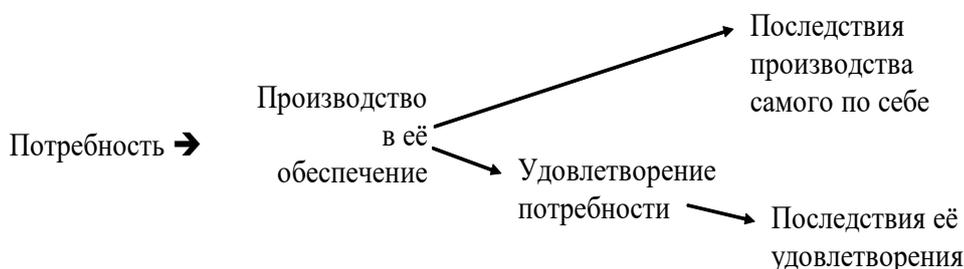 Потребность ➔
Производство
в её
обеспечение
Последствия
производства
самого по себе
Удовлетворение
потребности
Последствия её
удовлетворения